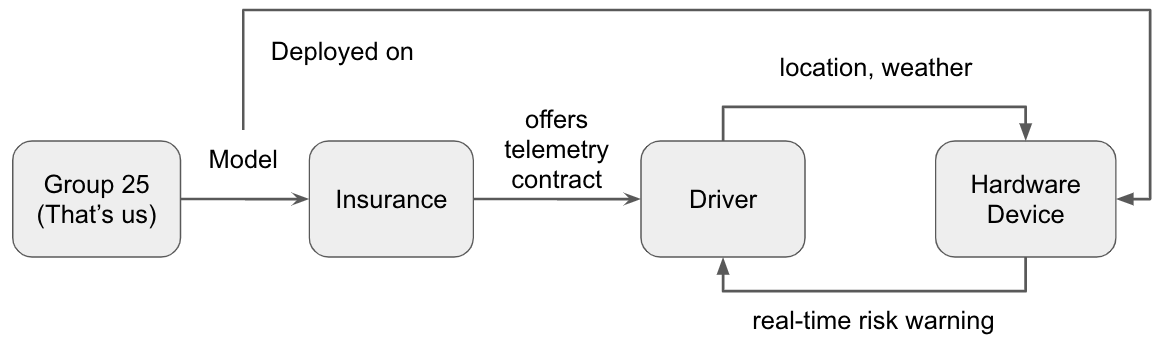 Deployed on
location, weather
offers
telemetry
contract
Model
Group 25
(That's us)
Insurance
Driver
Hardware
Device
real-time risk warning